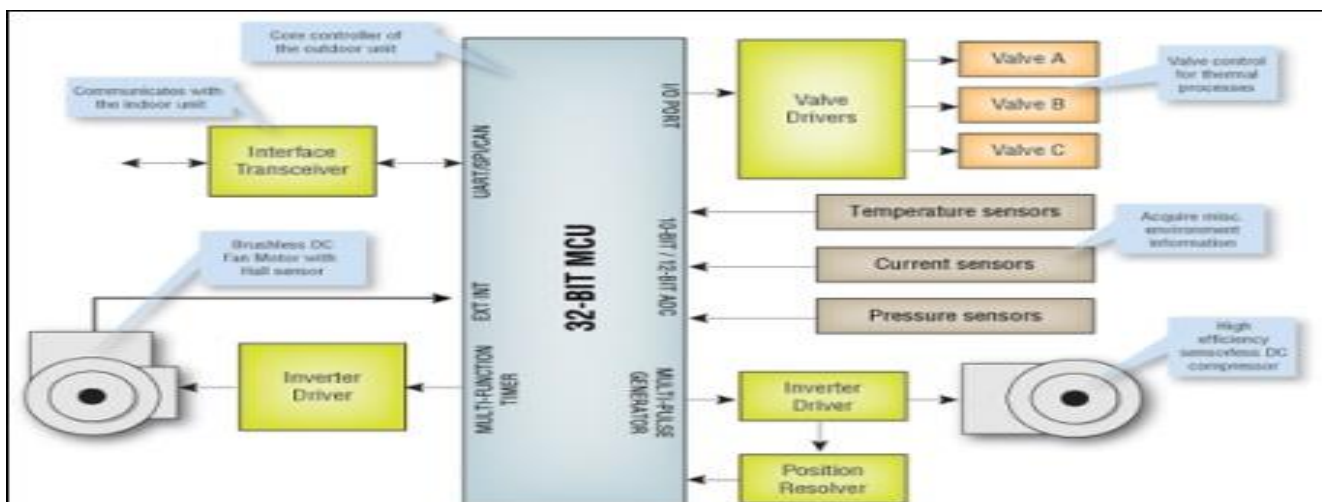 Core controller of
the outdoor unit
Communicates with
the indoor unit
Interface
Transceiver
UART/SPI/CAN
Brushless DC
Fan Motor with
Hall sensor
EXT INT
Inverter
Driver
MULTI-FUNCTION
TIMER
32-BIT MCU
I/O PORT
Valve
Drivers
Valve A
Valve B
Valve C
Valve control
for thermal
processes
10-BIT / 12-BIT ADC
Temperature sensors
Current sensors
Pressure sensors
Acquire misc.
environment
information
MULTI-PULSE
GENERATOR
Inverter
Driver
High
efficiency
sensorless DC
compressor
Position
Resolver